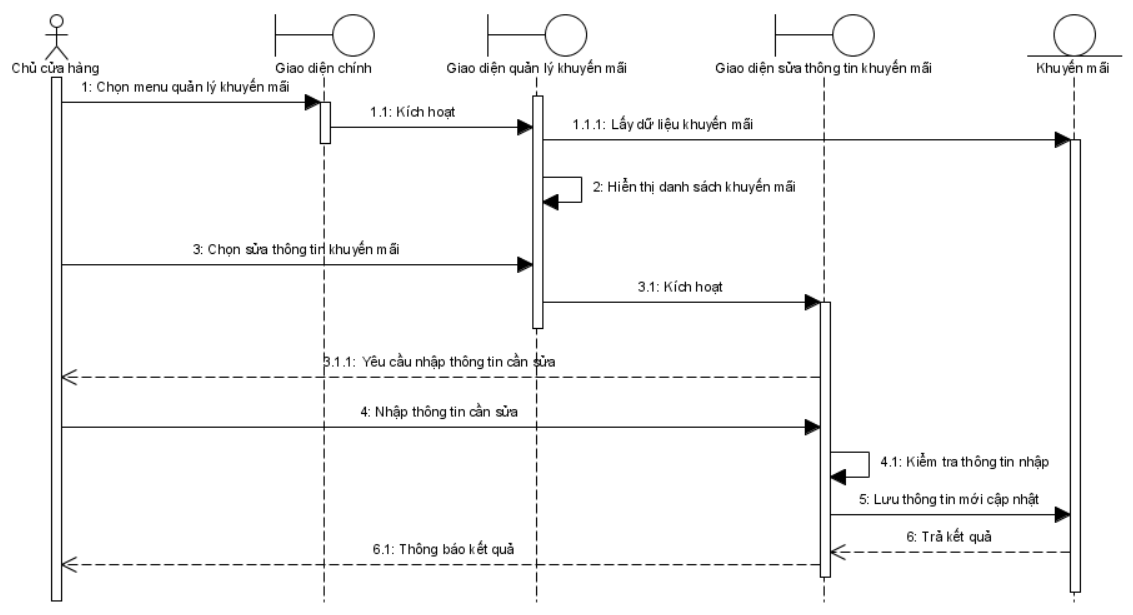 Chủ cửa hàng
Giao diện chính
Giao diện quản lý khuyến mãi
Giao diện sửa thông tin khuyến mãi
Khuyến mãi
1: Chọn menu quản lý khuyến mãi
1.1: Kích hoạt
1.1.1: Lấy dữ liệu khuyến mãi
2: Hiển thị danh sách khuyến mãi
3: Chọn sửa thông tin khuyến mãi
3.1: Kích hoạt
3.1.1: Yêu cầu nhập thông tin cần sửa
4: Nhập thông tin cần sửa
4.1: Kiểm tra thông tin nhập
5: Lưu thông tin mới cập nhật
6: Trả kết quả
6.1: Thông báo kết quả